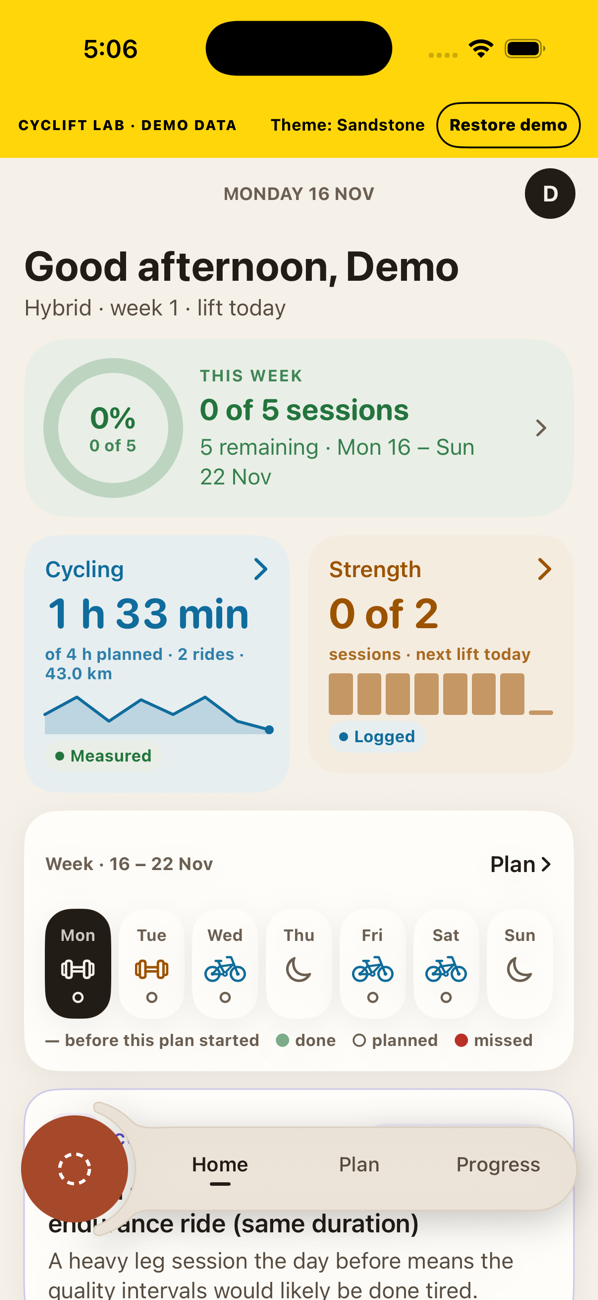 5:06
CYCLIFT LAB · DEMO DATA
Theme: Sandstone
Restore demo
MONDAY 16 NOV
D
Good afternoon, Demo
Hybrid · week 1 · lift today
THIS WEEK
0%
0 of 5
0 of 5 sessions
5 remaining · Mon 16 – Sun
22 Nov
Cycling
1 h 33 min
of 4 h planned · 2 rides ·
43.0 km
Measured
Strength
0 of 2
sessions · next lift today
Logged
Week · 16 – 22 Nov
Plan
Mon Tue Wed Thu Fri Sat Sun
— before this plan started done planned missed
Home Plan Progress
endurance ride (same duration)
A heavy leg session the day before means the
quality intervals would likely be done tired.